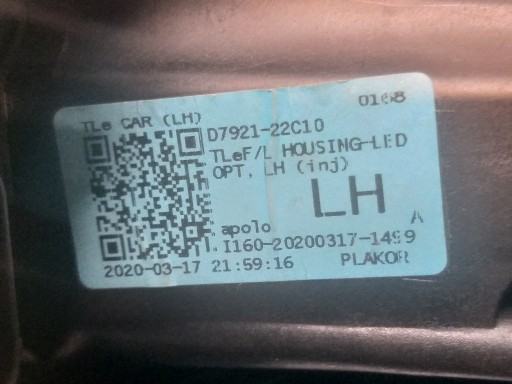 TLe CAR (LH)
0168
D7921-22C10
TLeF/L HOUSING-LED
OPT, LH (inj)
LH
A
apolo
.I160-20200317-1499
2020-03-17 21:59:16
PLAKOR